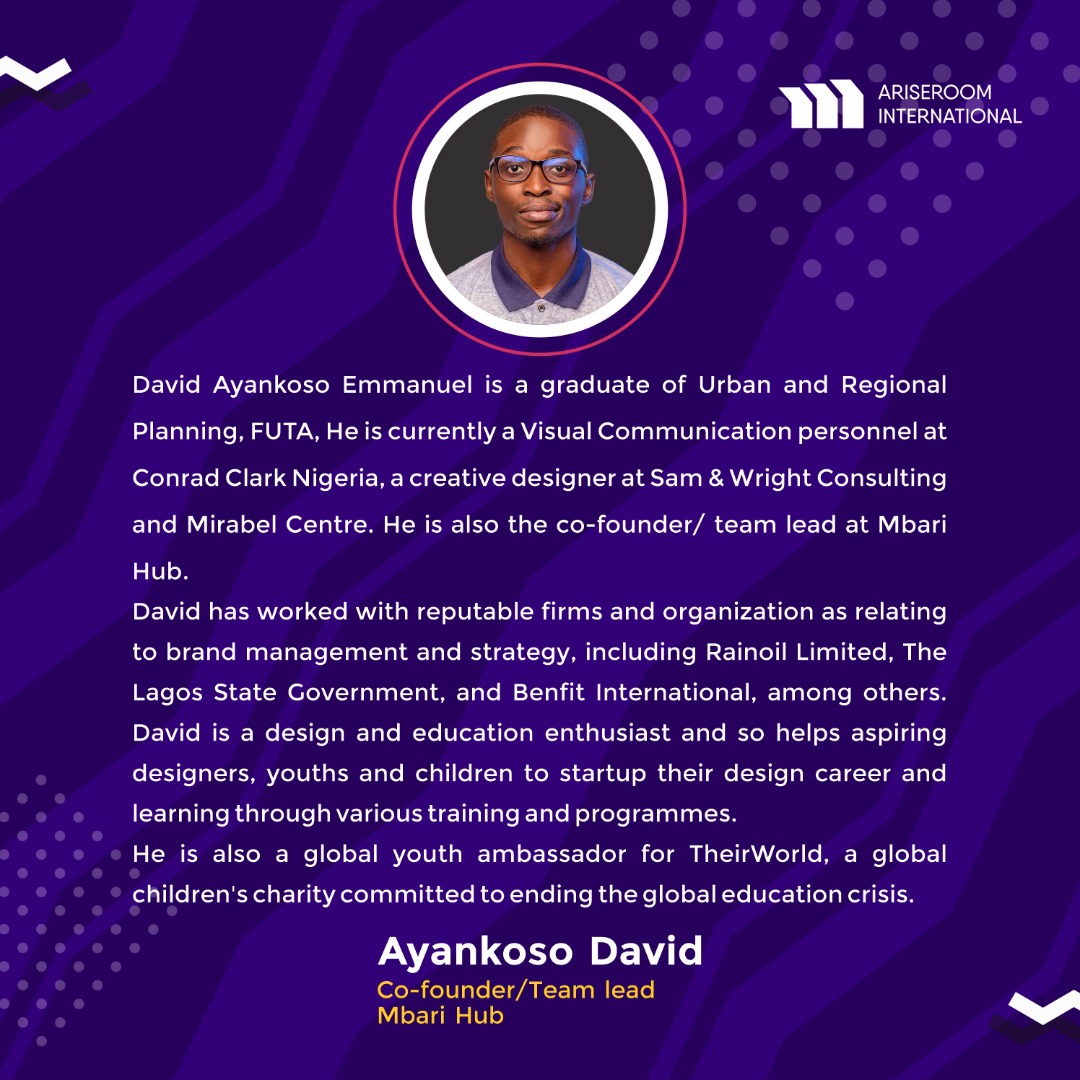 ARISEROOM
INTERNATIONAL
David Ayankoso Emmanuel is a graduate of Urban and Regional
Planning, FUTA, He is currently a Visual Communication personnel at
Conrad Clark Nigeria, a creative designer at Sam & Wright Consulting
and Mirabel Centre. He is also the co-founder/ team lead at Mbari
Hub.
David has worked with reputable firms and organization as relating
to brand management and strategy, including Rainoil Limited, The
Lagos State Government, and Benfit International, among others.
David is a design and education enthusiast and so helps aspiring
designers, youths and children to startup their design career and
learning through various training and programmes.
He is also a global youth ambassador for TheirWorld, a global
children's charity committed to ending the global education crisis.
Ayankoso David
Co-founder/Team lead
Mbari Hub